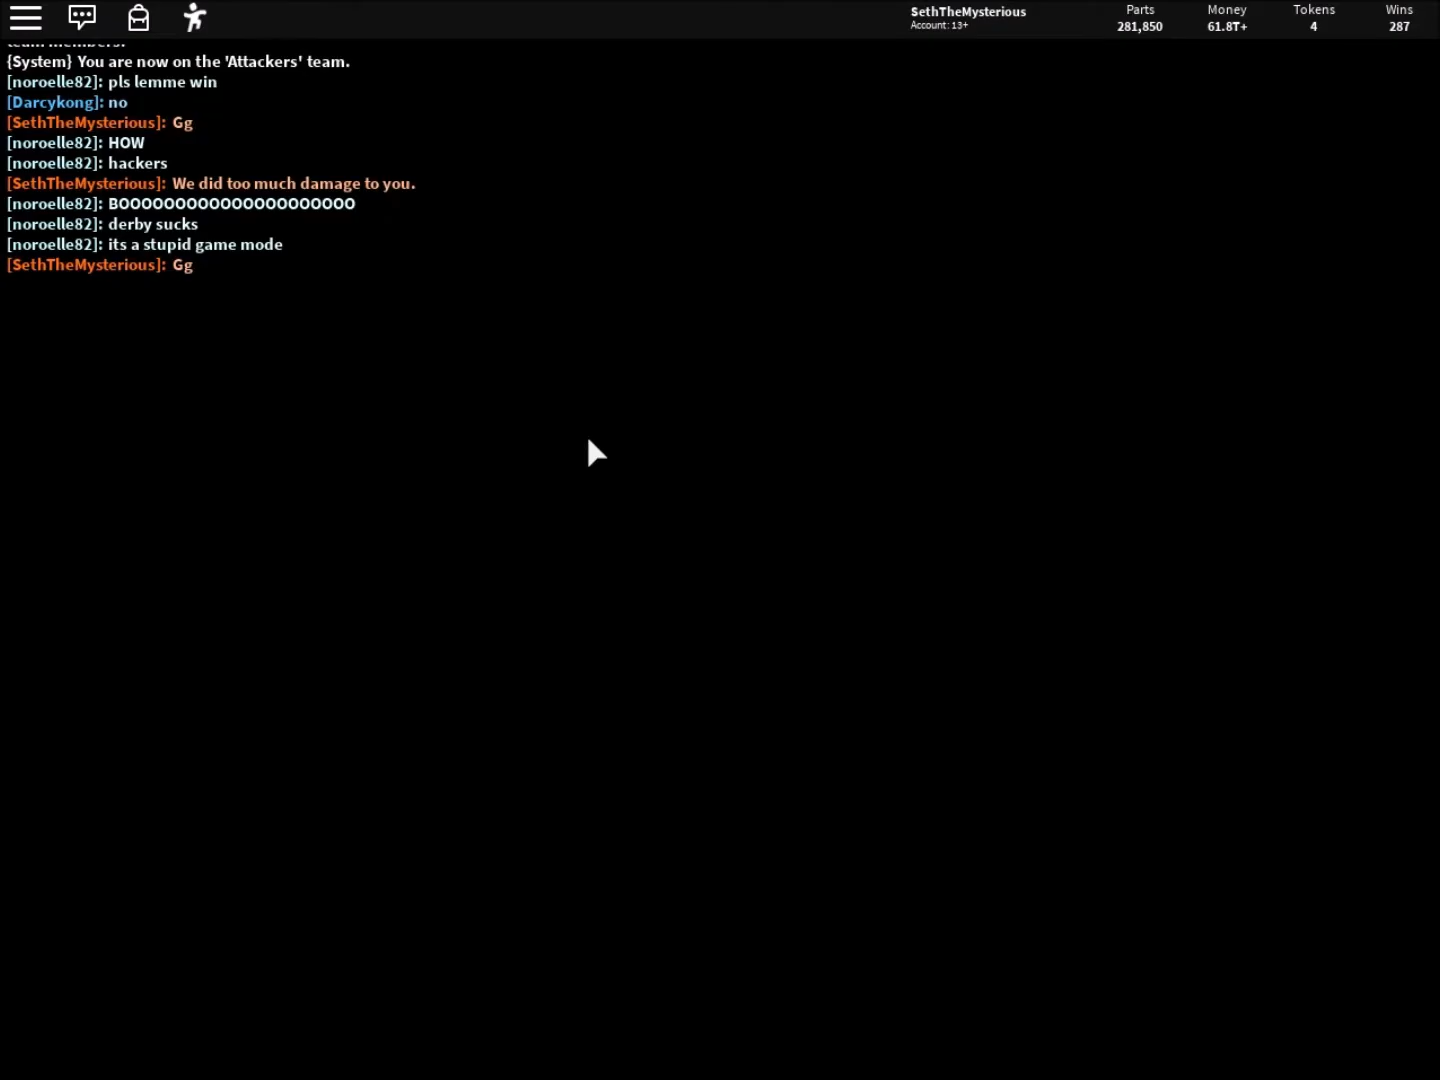 SethTheMysterious
Account: 13+
Parts
281,850
Money
61.8T+
Tokens
4
Wins
287
team members.
{System} You are now on the 'Attackers' team.
[noroelle82]: pls lemme win
[Darcykong]: no
[SethTheMysterious]: Gg
[noroelle82]: HOW
[noroelle82]: hackers
[SethTheMysterious]: We did too much damage to you.
[noroelle82]: BOOOOOOOOOOOOOOOOOOOOO
[noroelle82]: derby sucks
[noroelle82]: its a stupid game mode
[SethTheMysterious]: Gg